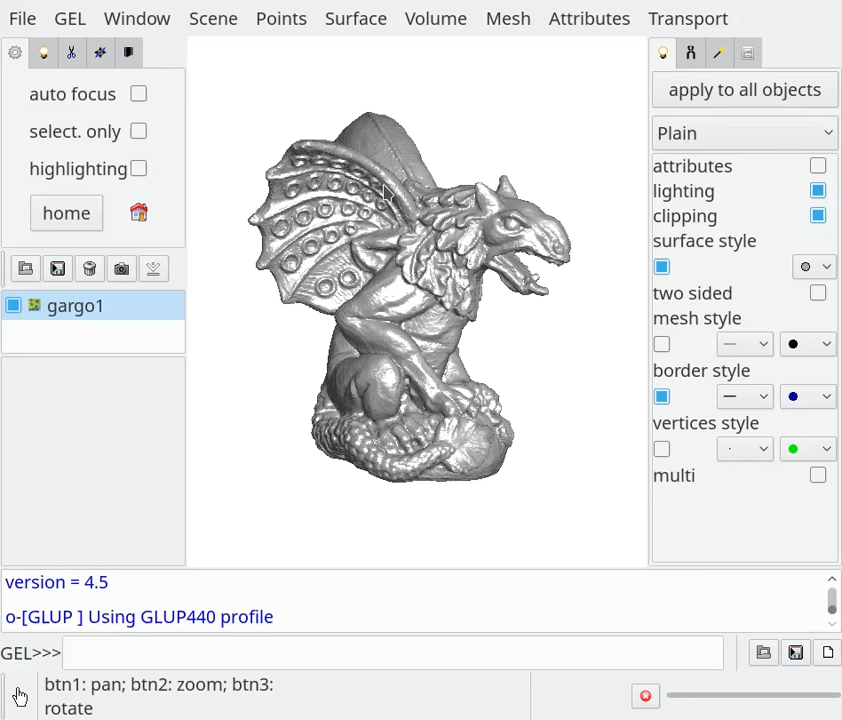 File GEL Window Scene Points Surface Volume Mesh Attributes Transport
auto focus
select. only
highlighting
home
gargo1
apply to all objects
Plain
attributes
lighting
clipping
surface style
two sided
mesh style
border style
vertices style
multi
version = 4.5
o-[GLUP ] Using GLUP440 profile
GEL>>>
btn1: pan; btn2: zoom; btn3:
rotate